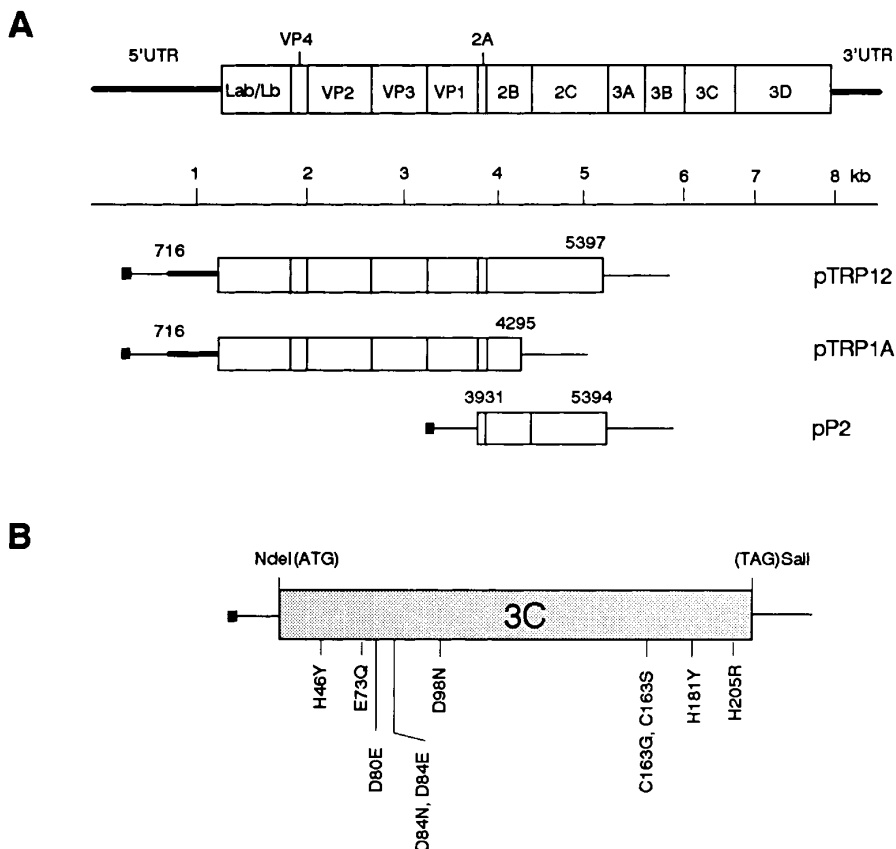 A
5'UTR VP4 2A 3'UTR
Lab/Lb VP2 VP3 VP1 2B 2C 3A 3B 3C 3D
1 2 3 4 5 6 7 8 kb
716 5397 pTRP12
716 4295 pTRP1A
3931 5394 pP2
B
NdeI(ATG) (TAG)SalI
3C
H46Y E73Q D80E D84N, D84E D98N C163G, C163S H181Y H205R